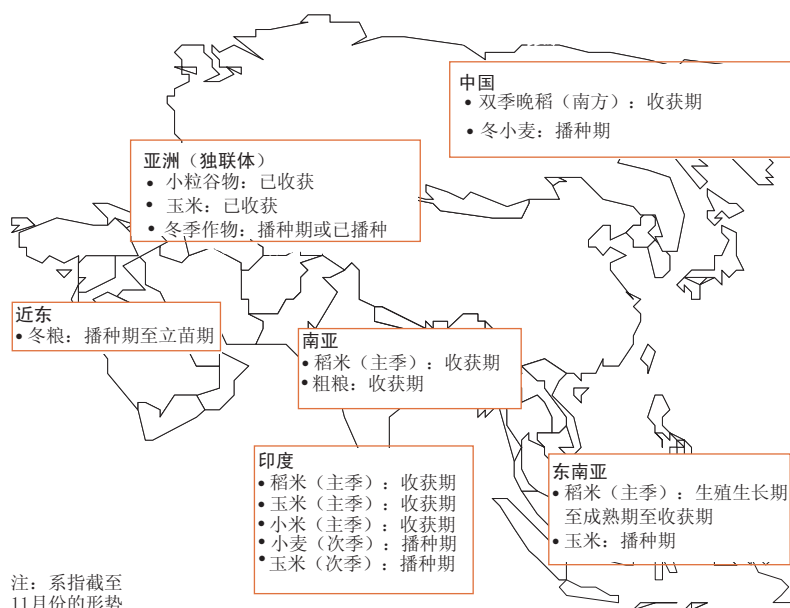 中国
• 双季晚稻（南方）：收获期
• 冬小麦：播种期
亚洲（独联体）
• 小粒谷物：已收获
• 玉米：已收获
• 冬季作物：播种期或已播种
近东
• 冬粮：播种期至立苗期
南亚
• 稻米（主季）：收获期
• 粗粮：收获期
印度
• 稻米（主季）：收获期
• 玉米（主季）：收获期
• 小米（主季）：收获期
• 小麦（次季）：播种期
• 玉米（次季）：播种期
东南亚
• 稻米（主季）：生殖生长期
至成熟期至收获期
• 玉米：播种期
注：系指截至
11月份的形势